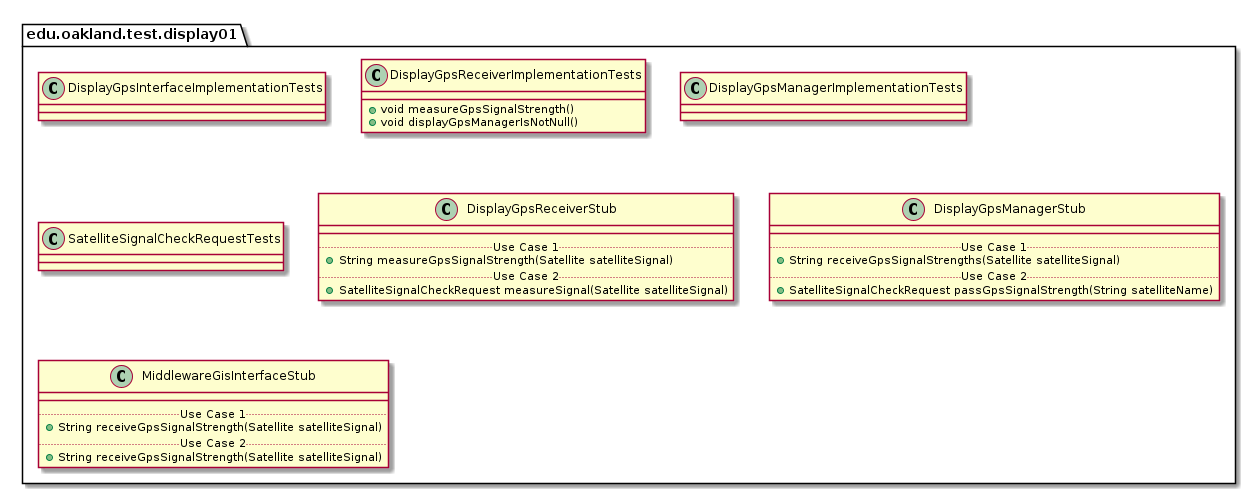 edu.oakland.test.display01
C DisplayGpsInterfaceImplementationTests
C DisplayGpsReceiverImplementationTests
void measureGpsSignalStrength()
void displayGpsManagerIsNotNull()
C DisplayGpsManagerImplementationTests
C SatelliteSignalCheckRequestTests
C DisplayGpsReceiverStub
Use Case 1
String measureGpsSignalStrength(Satellite satelliteSignal)
Use Case 2
SatelliteSignalCheckRequest measureSignal(Satellite satelliteSignal)
C DisplayGpsManagerStub
Use Case 1
String receiveGpsSignalStrengths(Satellite satelliteSignal)
Use Case 2
SatelliteSignalCheckRequest passGpsSignalStrength(String satelliteName)
C MiddlewareGisInterfaceStub
Use Case 1
String receiveGpsSignalStrength(Satellite satelliteSignal)
Use Case 2
String receiveGpsSignalStrength(Satellite satelliteSignal)